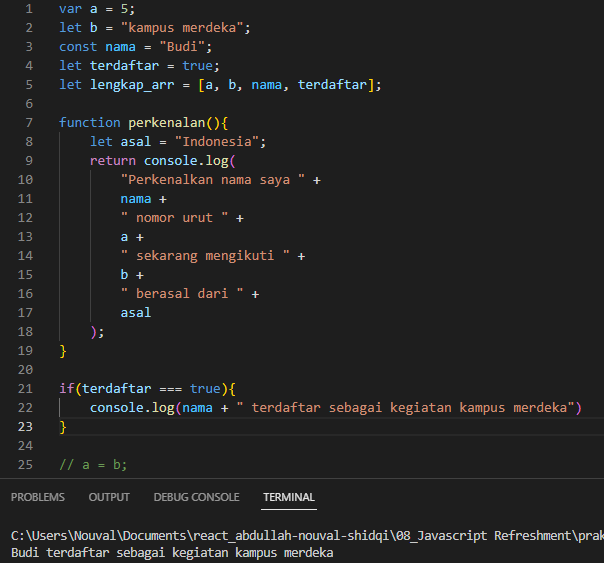 1 var a = 5;
2 let b = "kampus merdeka";
3 const nama = "Budi";
4 let terdaftar = true;
5 let lengkap_arr = [a, b, nama, terdaftar];
6
7 function perkenalan(){
8 let asal = "Indonesia";
9 return console.log(
10 "Perkenalkan nama saya " +
11 nama +
12 " nomor urut " +
13 a +
14 " sekarang mengikuti " +
15 b +
16 " berasal dari " +
17 asal
18 );
19 }
20
21 if(terdaftar === true){
22 console.log(nama + " terdaftar sebagai kegiatan kampus merdeka")
23 }
24
25 // a = b;
PROBLEMS OUTPUT DEBUG CONSOLE TERMINAL
C:\Users\Nouval\Documents\react_abdullah-nouval-shidqi\08_Javascript Refreshment\prak
Budi terdaftar sebagai kegiatan kampus merdeka